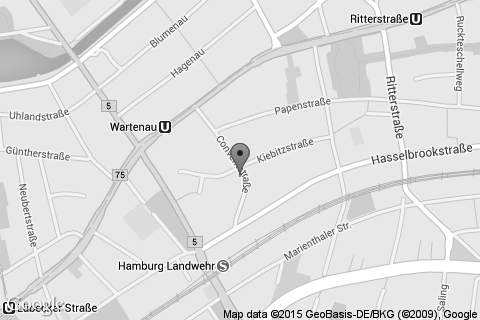 Ritterstraße U
Blumenau
Ruckteschellweg
Hagenau
5
Papenstraße
Ritterstraße
Uhlandstraße
Wartenau U
Kiebitzstraße
Güntherstraße
Hasselbrookstraße
75
Neubertstraße
5
Marienthaler Str.
Hamburg Landwehr S
Google
Lübecker Straße
Map data ©2015 GeoBasis-DE/BKG (©2009), Google